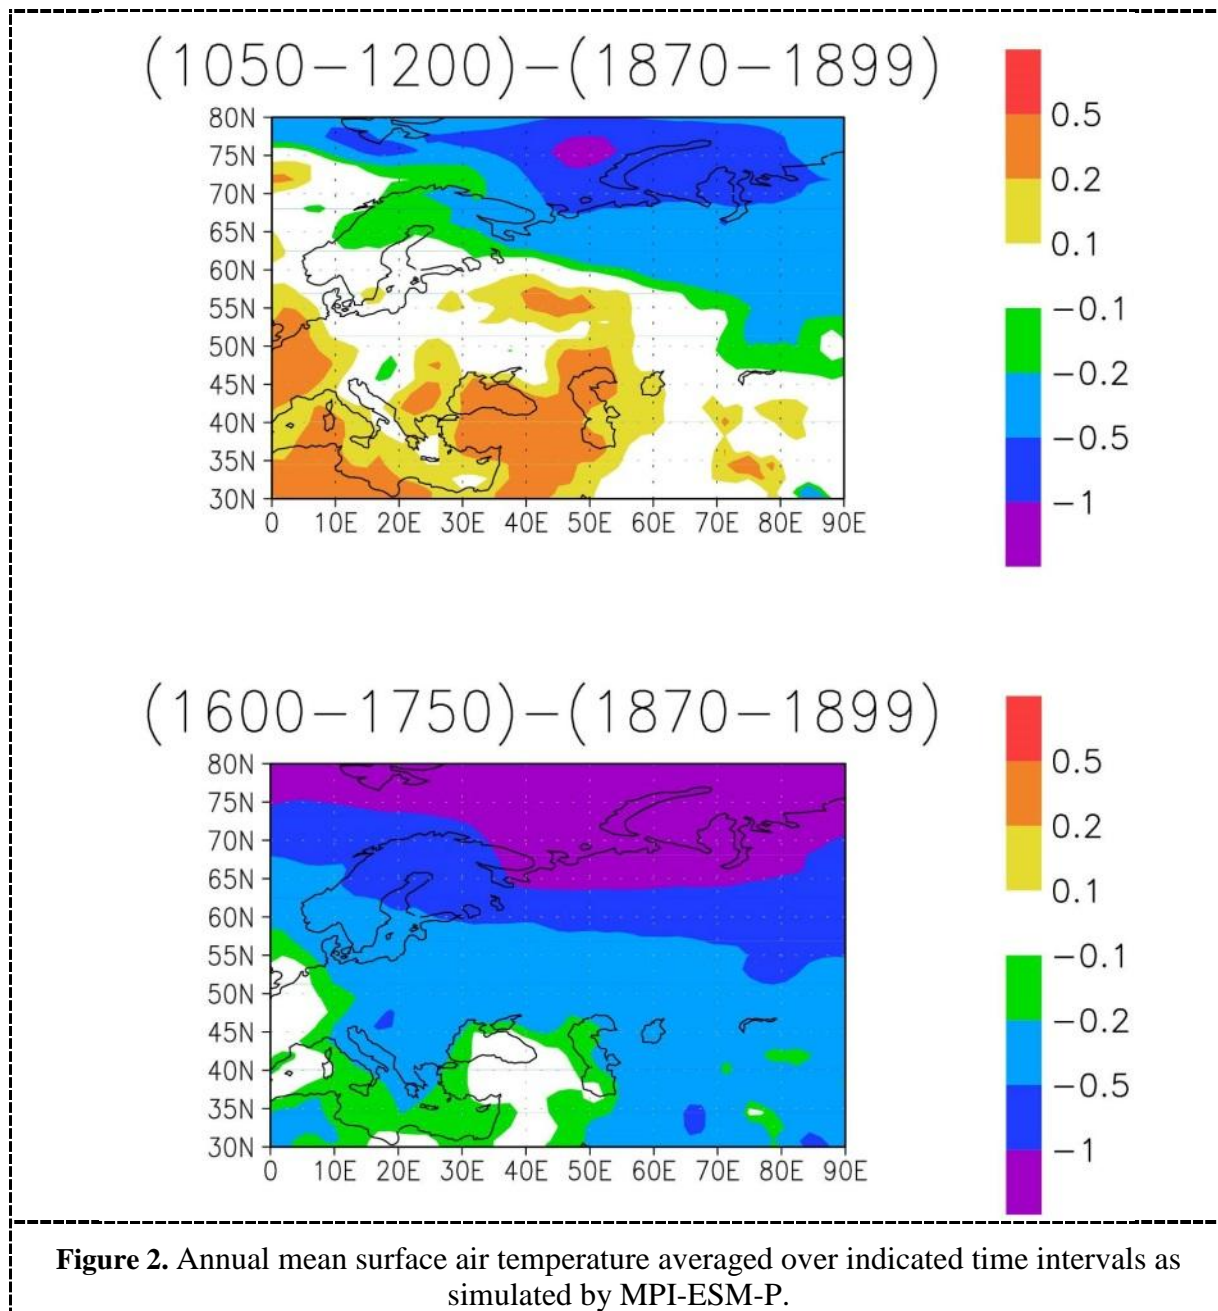 (1050−1200)−(1870−1899)
80N
75N
70N
65N
60N
55N
50N
45N
40N
35N
30N
0 10E 20E 30E 40E 50E 60E 70E 80E 90E
0.5
0.2
0.1
−0.1
−0.2
−0.5
−1
(1600−1750)−(1870−1899)
80N
75N
70N
65N
60N
55N
50N
45N
40N
35N
30N
0 10E 20E 30E 40E 50E 60E 70E 80E 90E
0.5
0.2
0.1
−0.1
−0.2
−0.5
−1
Figure 2. Annual mean surface air temperature averaged over indicated time intervals as
simulated by MPI-ESM-P.